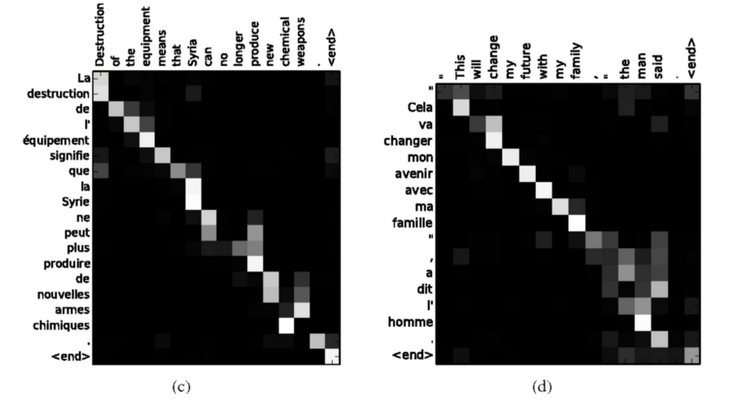 Destruction
of
the
equipment
means
that
Syria
can
no
longer
produce
new
chemical
weapons
.
<end>
La
destruction
de
l'
équipement
signifie
que
la
Syrie
ne
peut
plus
produire
de
nouvelles
armes
chimiques
.
<end>
(c)
"
This
will
change
my
future
with
my
family
,
"
the
man
said
.
<end>
"
Cela
va
changer
mon
avenir
avec
ma
famille
"
,
a
dit
l'
homme
.
<end>
(d)